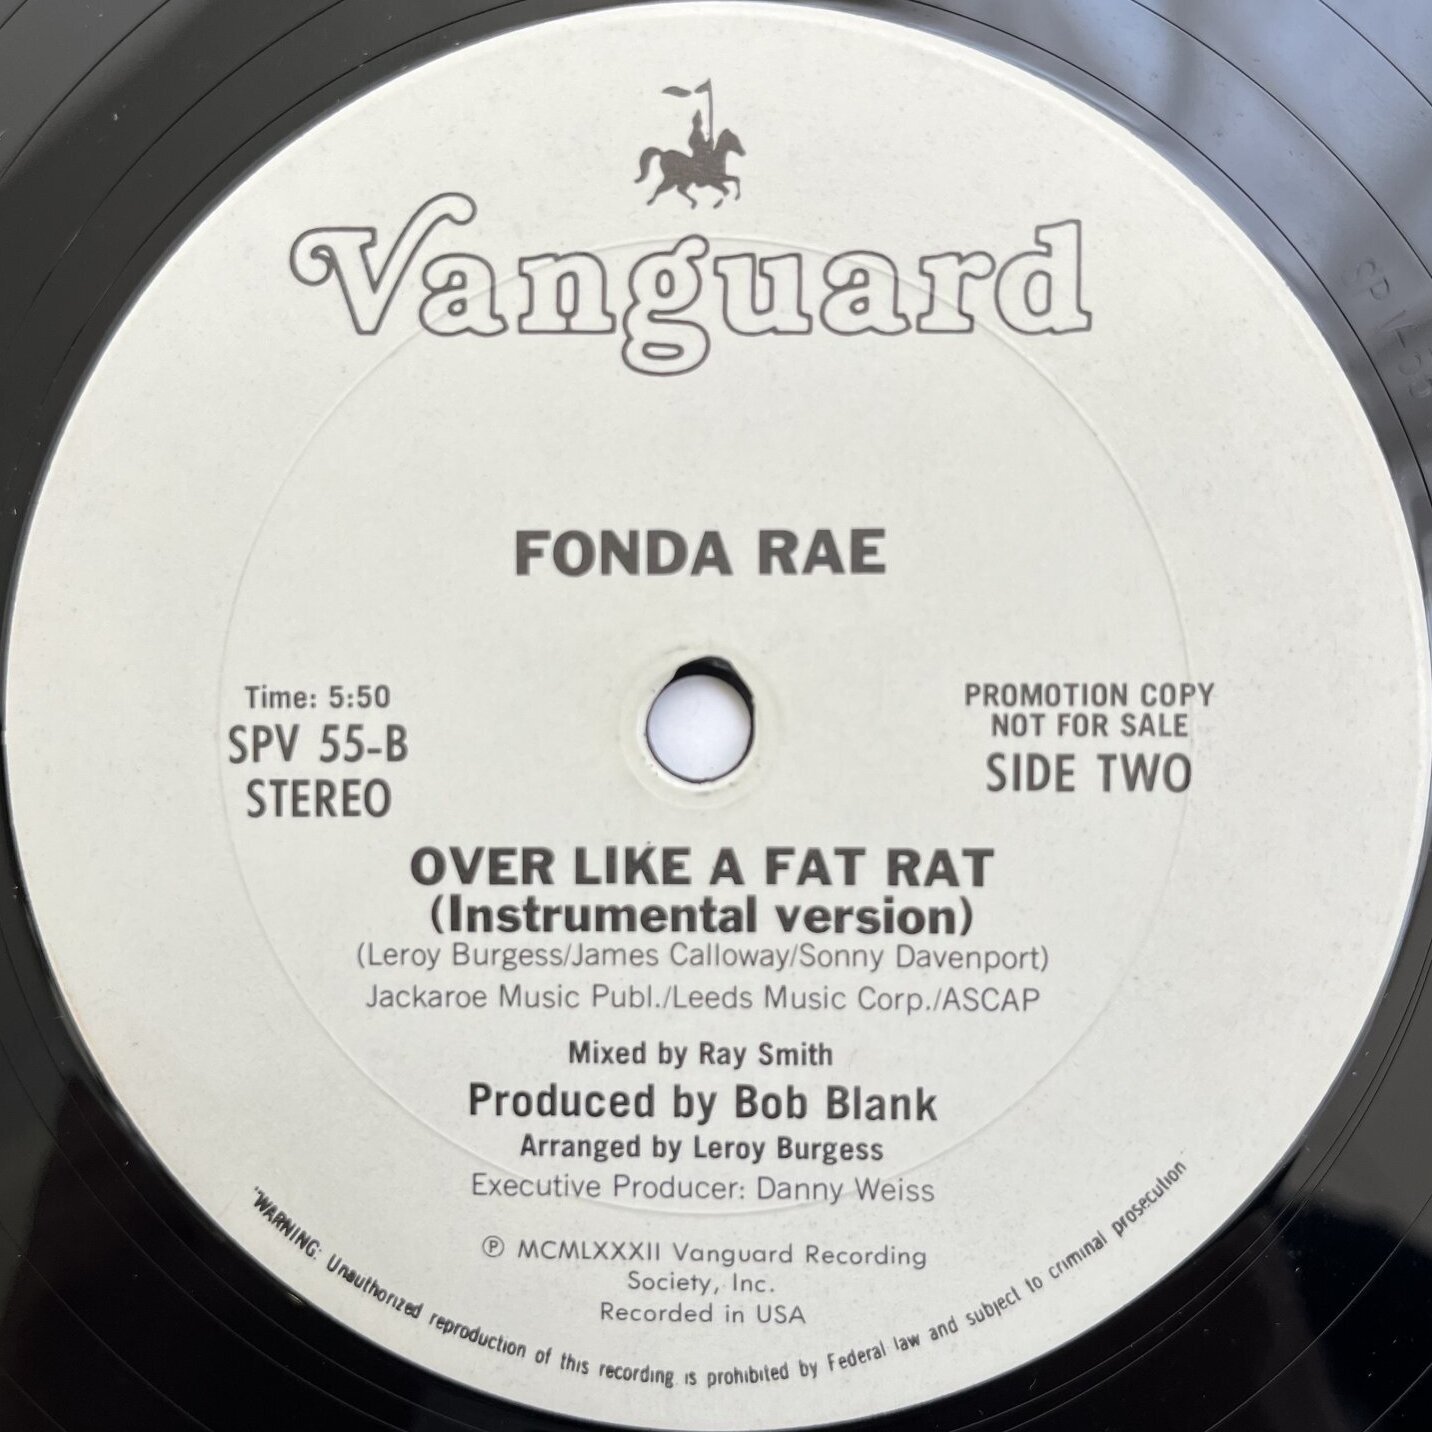 Vanguard
FONDA RAE
Time: 5:50
SPV 55-B
STEREO
PROMOTION COPY
NOT FOR SALE
SIDE TWO
OVER LIKE A FAT RAT
(Instrumental version)
(Leroy Burgess/James Calloway/Sonny Davenport)
Jackaroe Music Publ./Leeds Music Corp./ASCAP
Mixed by Ray Smith
Produced by Bob Blank
Arranged by Leroy Burgess
Executive Producer: Danny Weiss
℗ MCMLXXXII Vanguard Recording
Society, Inc.
Recorded in USA
"WARNING: Unauthorized reproduction of this recording is prohibited by Federal law and subject to criminal prosecution